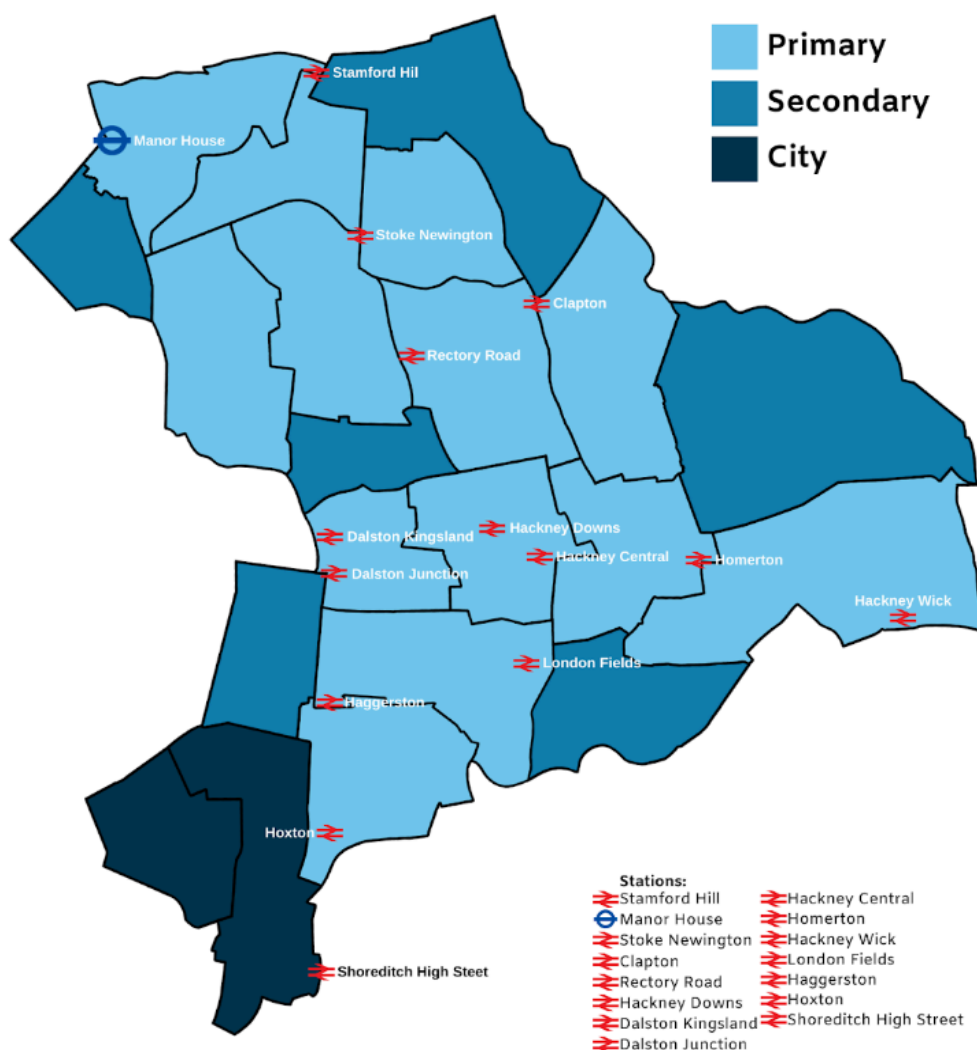 Primary
Secondary
City
Stamford Hil
Manor House
Stoke Newington
Clapton
Rectory Road
Hackney Downs
Dalston Kingsland
Hackney Central
Homerton
Dalston Junction
Hackney Wick
London Fields
Haggerston
Hoxton
Shoreditch High Steet
Stations:
Stamford Hill
Manor House
Stoke Newington
Clapton
Rectory Road
Hackney Downs
Dalston Kingsland
Dalston Junction
Hackney Central
Homerton
Hackney Wick
London Fields
Haggerston
Hoxton
Shoreditch High Street